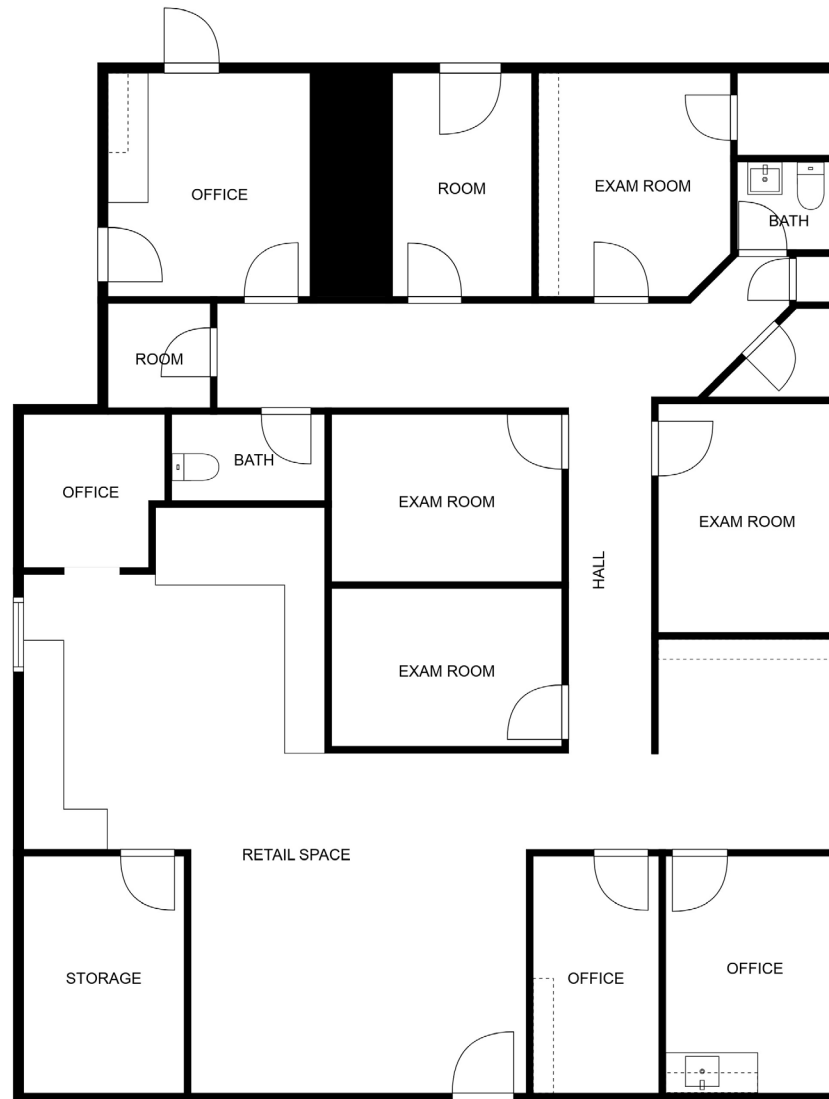 OFFICE
ROOM
EXAM ROOM
BATH
ROOM
OFFICE
BATH
EXAM ROOM
EXAM ROOM
HALL
EXAM ROOM
RETAIL SPACE
STORAGE
OFFICE
OFFICE